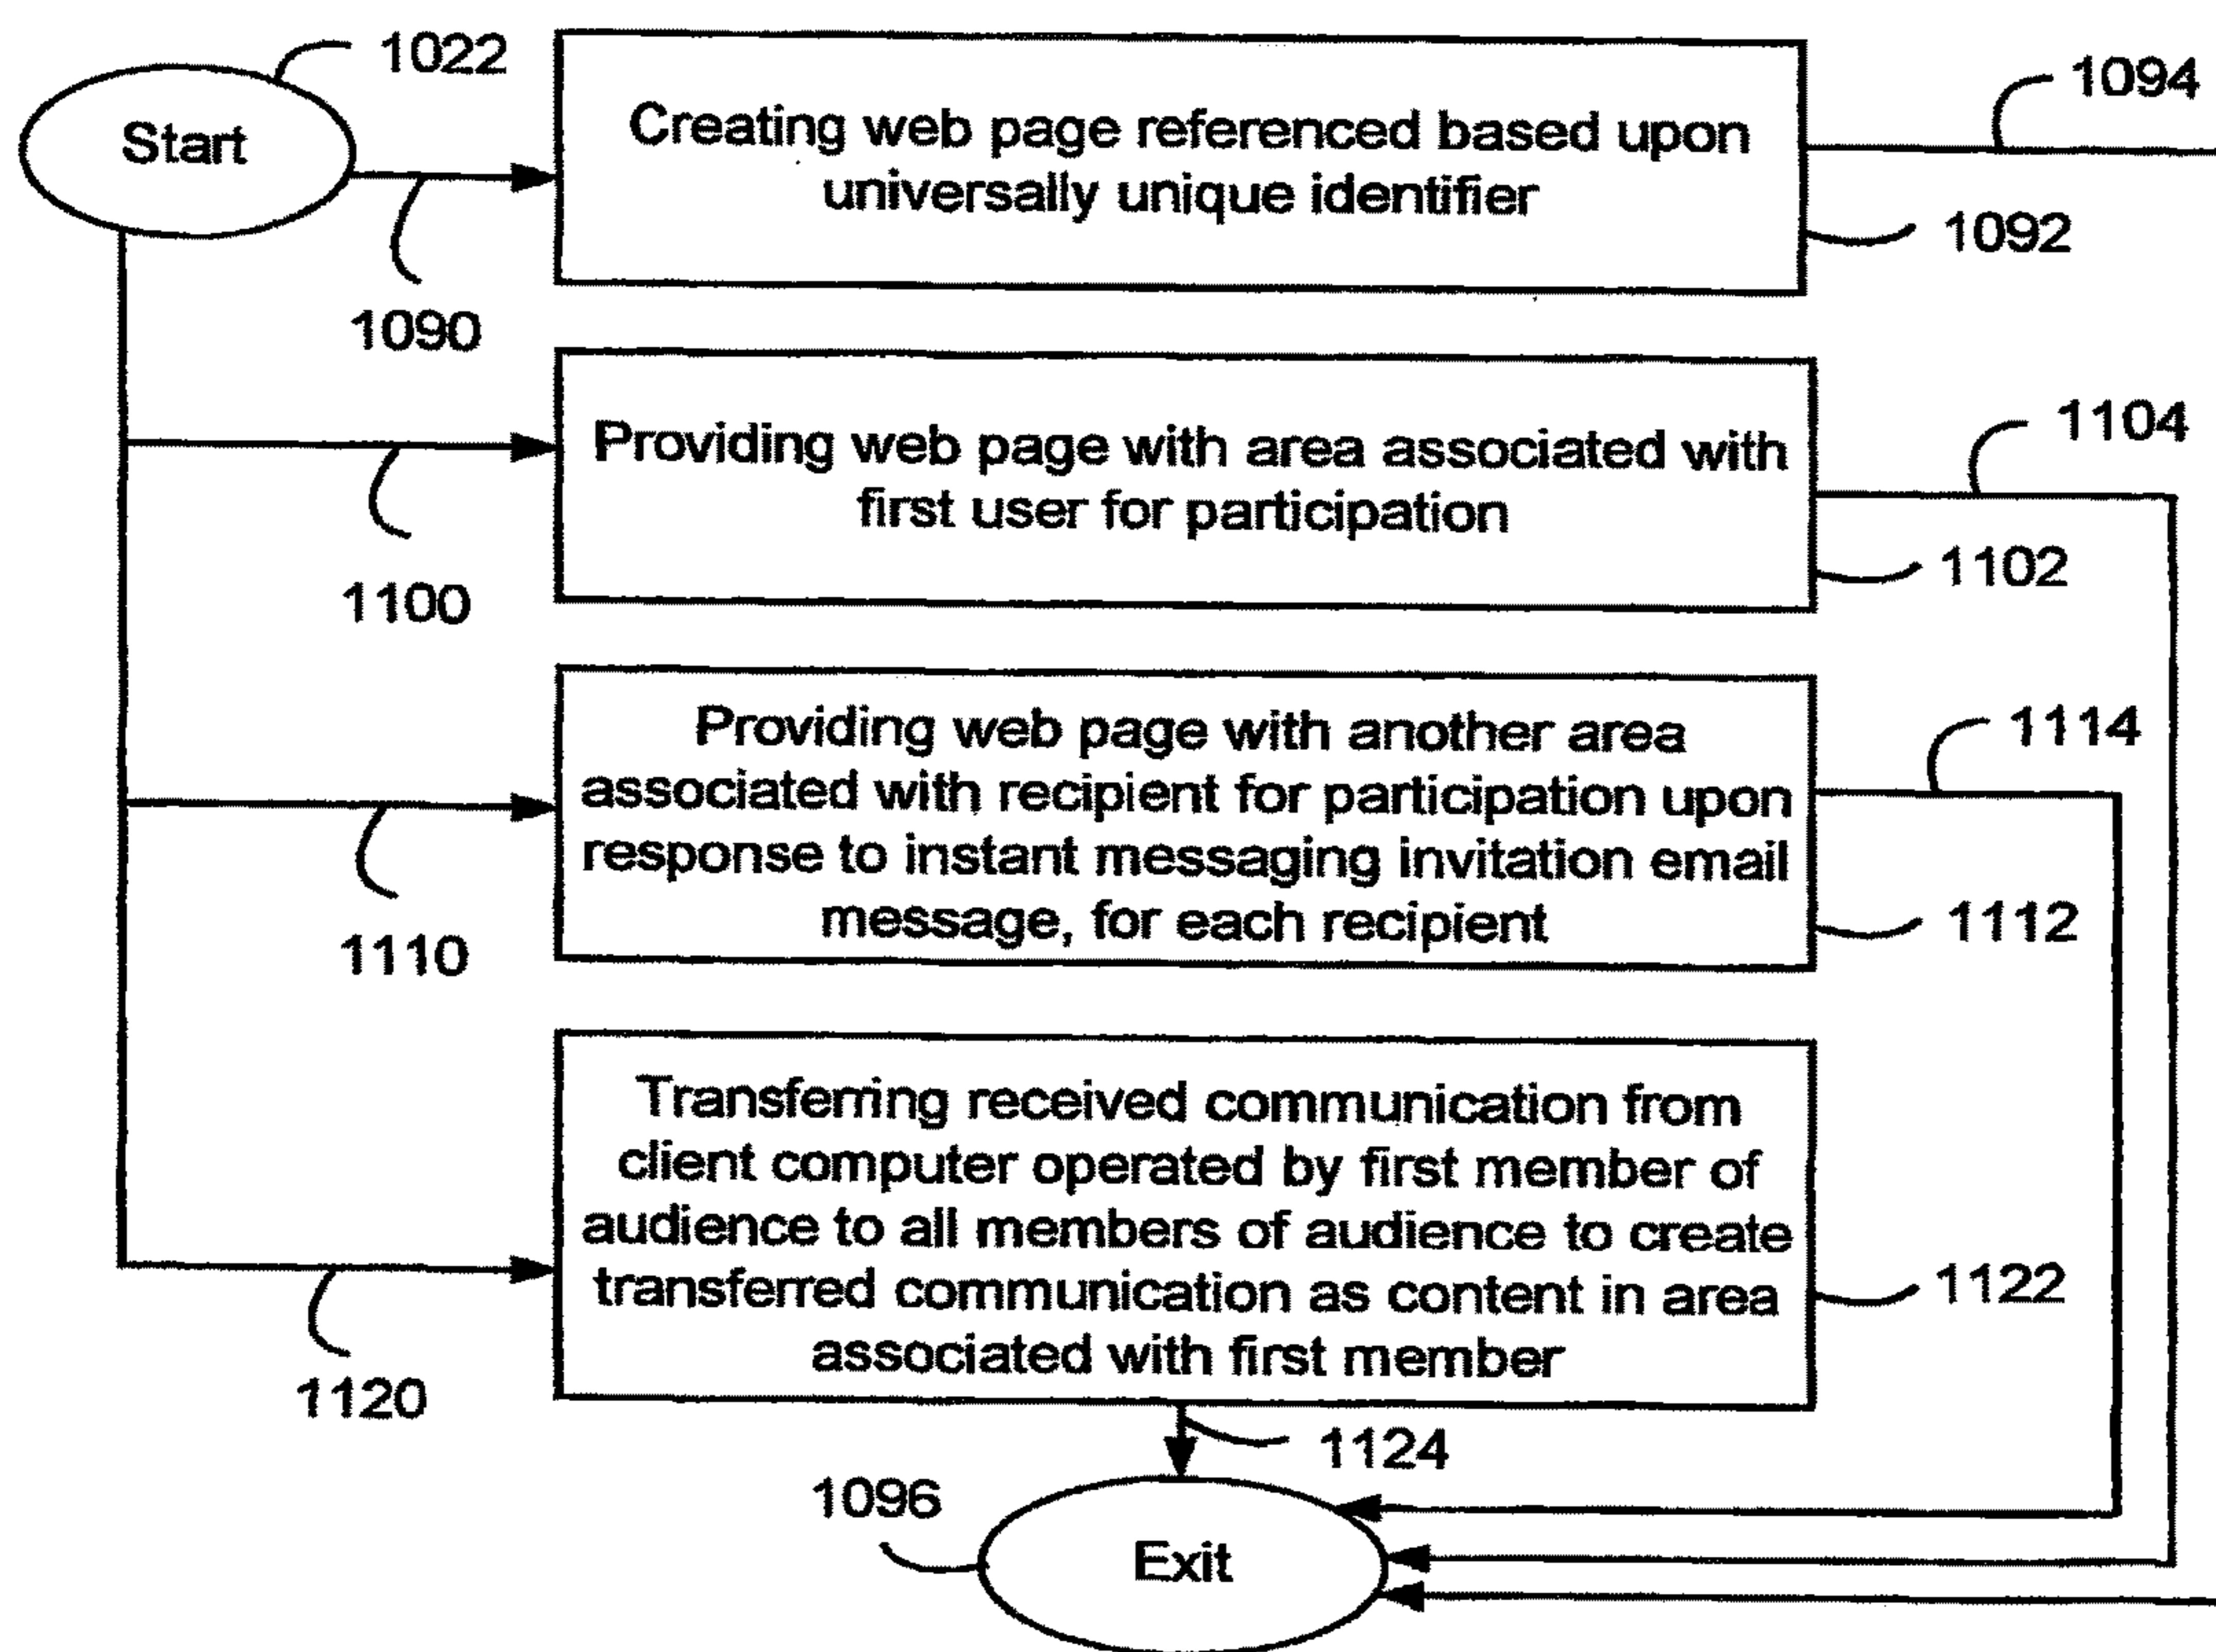 1022
Start
1090
Creating web page referenced based upon
universally unique identifier
1094
1092
1100
Providing web page with area associated with
first user for participation
1104
1102
1110
Providing web page with another area
associated with recipient for participation upon
response to instant messaging invitation email
message, for each recipient
1114
1112
1120
Transferring received communication from
client computer operated by first member of
audience to all members of audience to create
transferred communication as content in area
associated with first member
1122
1124
1096
Exit